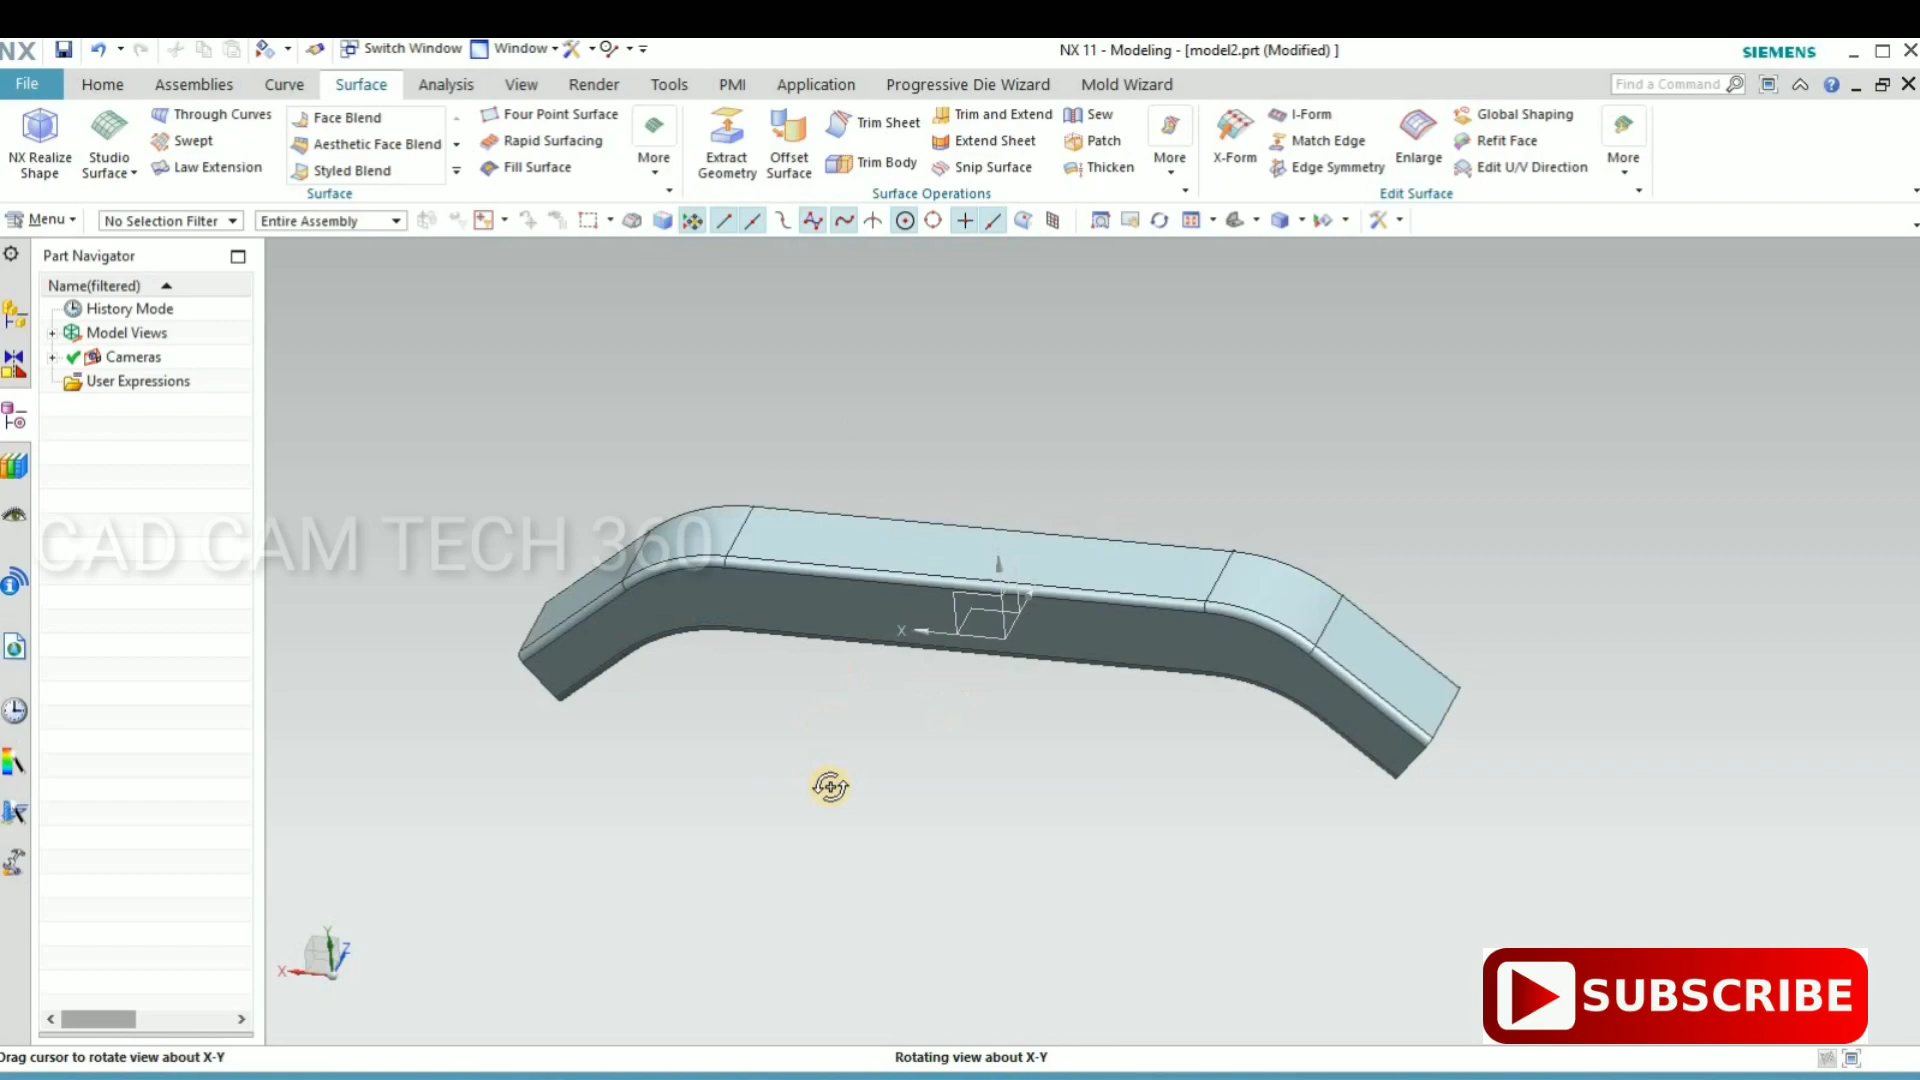 NX
Switch Window
Window
NX 11 - Modeling - [model2.prt (Modified) ]
SIEMENS
File
Home
Assemblies
Curve
Surface
Analysis
View
Render
Tools
PMI
Application
Progressive Die Wizard
Mold Wizard
Find a Command
NX Realize
Shape
Studio
Surface
Through Curves
Swept
Law Extension
Face Blend
Aesthetic Face Blend
Styled Blend
Four Point Surface
Rapid Surfacing
Fill Surface
More
Surface
Extract
Geometry
Offset
Surface
Trim Sheet
Trim Body
Trim and Extend
Extend Sheet
Snip Surface
Sew
Patch
Thicken
More
Surface Operations
X-Form
I-Form
Match Edge
Edge Symmetry
Enlarge
Global Shaping
Refit Face
Edit U/V Direction
More
Edit Surface
Menu
No Selection Filter
Entire Assembly
Part Navigator
Name(filtered)
History Mode
Model Views
Cameras
User Expressions
CAD CAM TECH 360
X
Y
Z
X
SUBSCRIBE
Drag cursor to rotate view about X-Y
Rotating view about X-Y